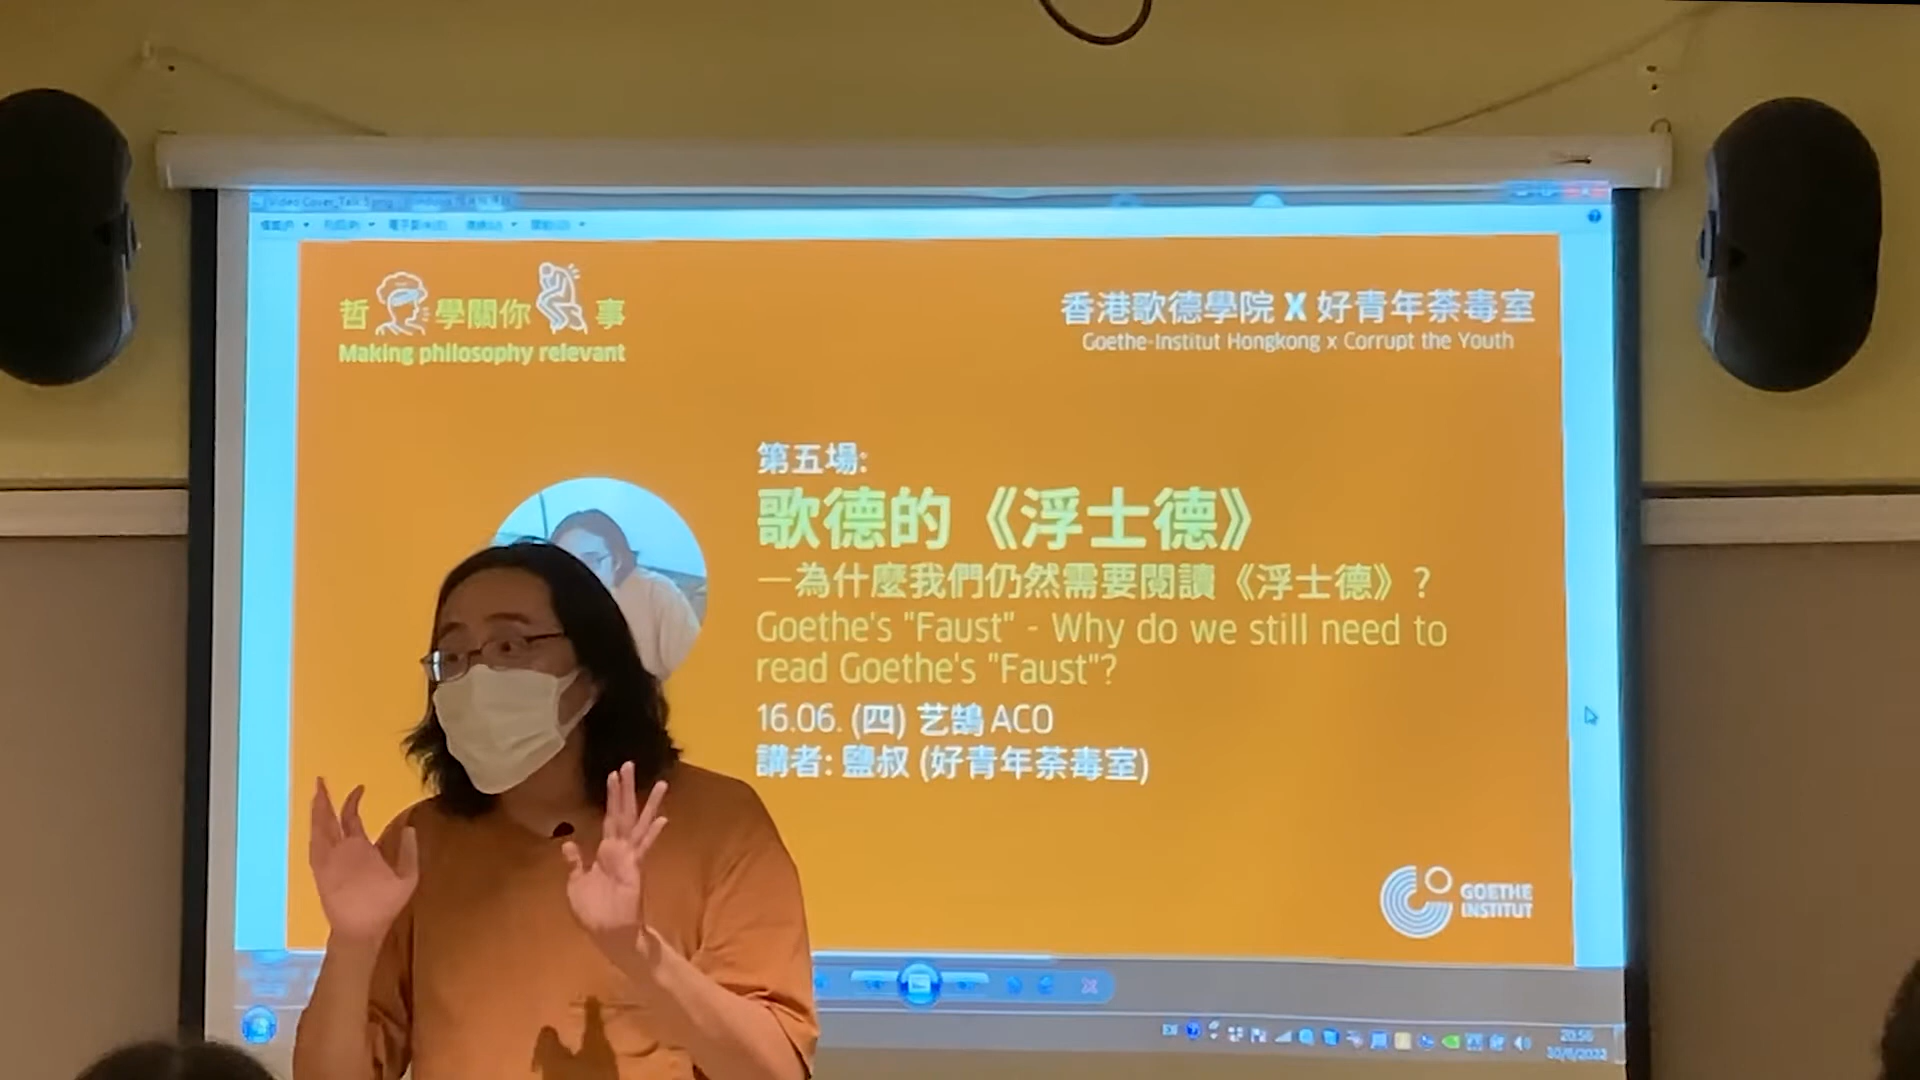 哲學關你事
Making philosophy relevant
香港歌德學院 X 好青年荼毒室
Goethe-Institut Hongkong x Corrupt the Youth
第五場:
歌德的《浮士德》
—為什麼我們仍然需要閱讀《浮士德》?
Goethe's "Faust" - Why do we still need to
read Goethe's "Faust"?
16.06. (四) 艺鵠 ACO
講者: 鹽叔 (好青年荼毒室)
GOETHE
INSTITUT